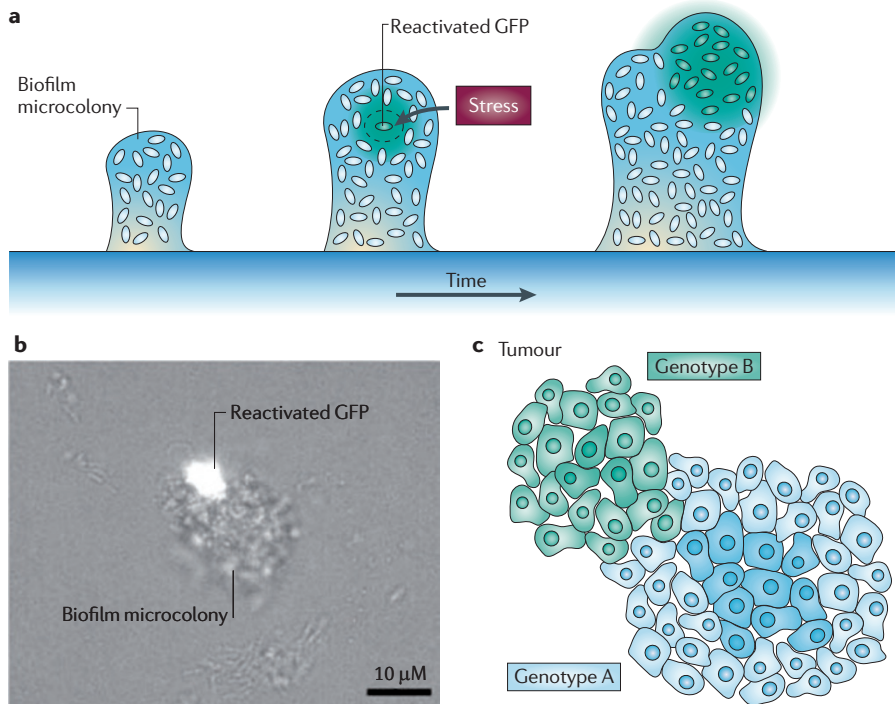 a
Reactivated GFP
Biofilm
microcolony
Stress
Time
b
Reactivated GFP
Biofilm microcolony
10 µM
c Tumour
Genotype B
Genotype A